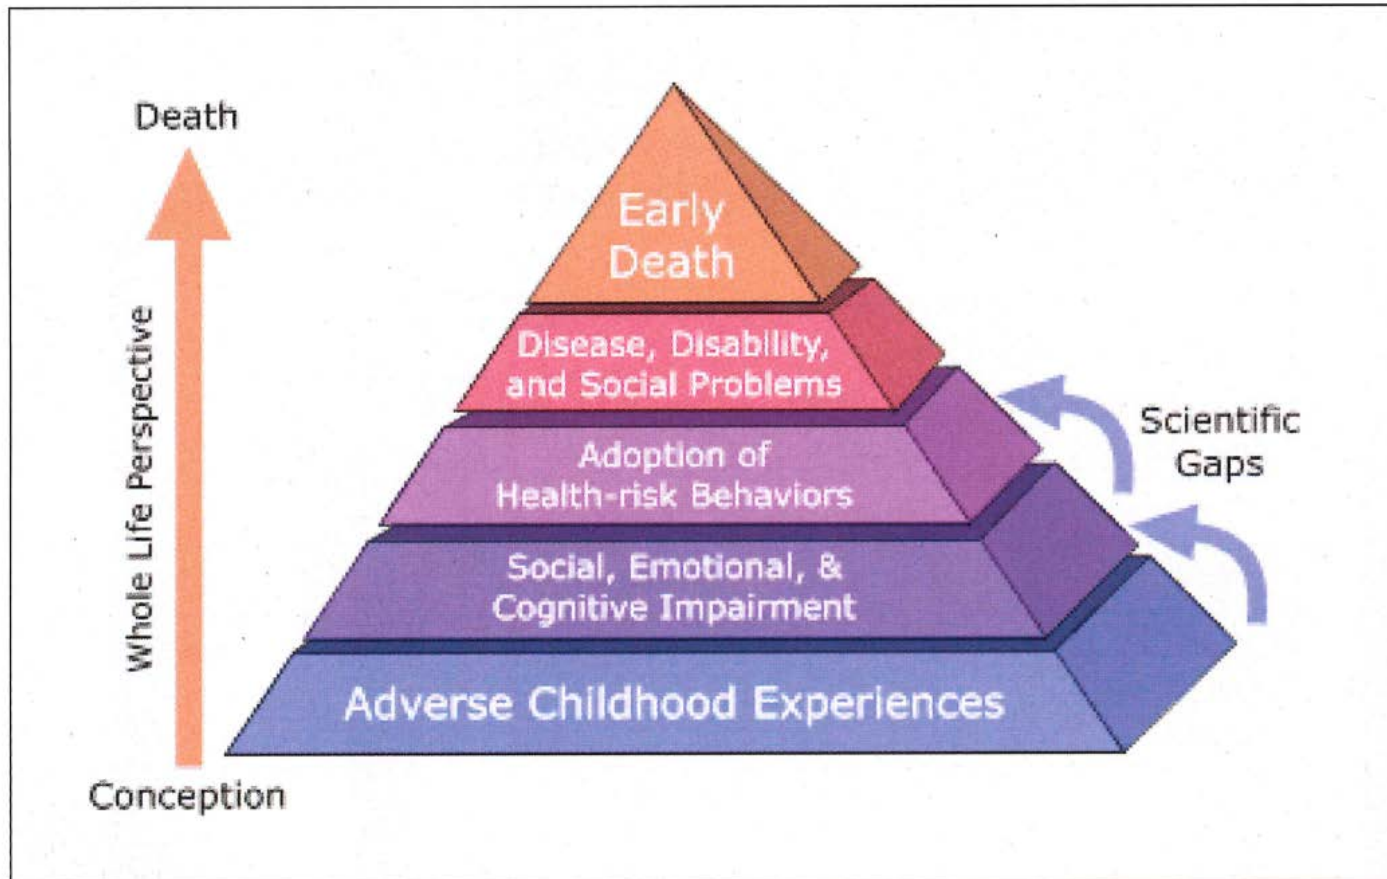 Death
Whole Life Perspective
Conception
Early
Death
Disease, Disability,
and Social Problems
Adoption of
Health-risk Behaviors
Social, Emotional, &
Cognitive Impairment
Adverse Childhood Experiences
Scientific
Gaps